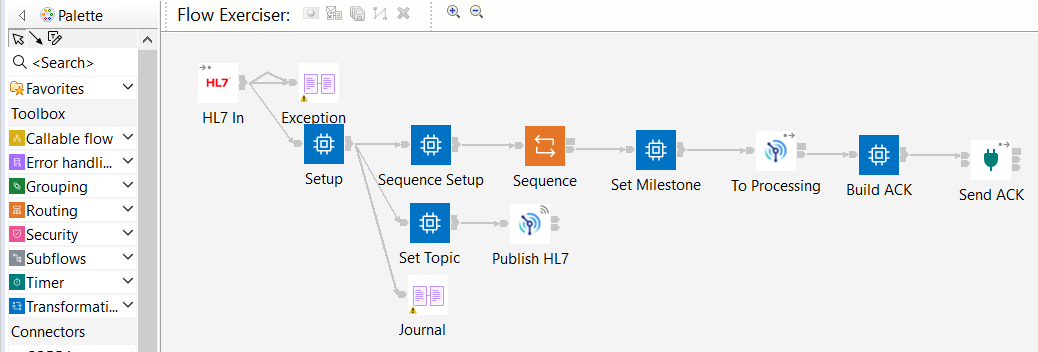 Palette
Flow Exerciser:
<Search>
Favorites
Toolbox
Callable flow
Error handli...
Grouping
Routing
Security
Subflows
Timer
Transformati...
Connectors
HL7
HL7 In
Exception
Setup
Sequence Setup
Sequence
Set Milestone
To Processing
Build ACK
Send ACK
Set Topic
Publish HL7
Journal